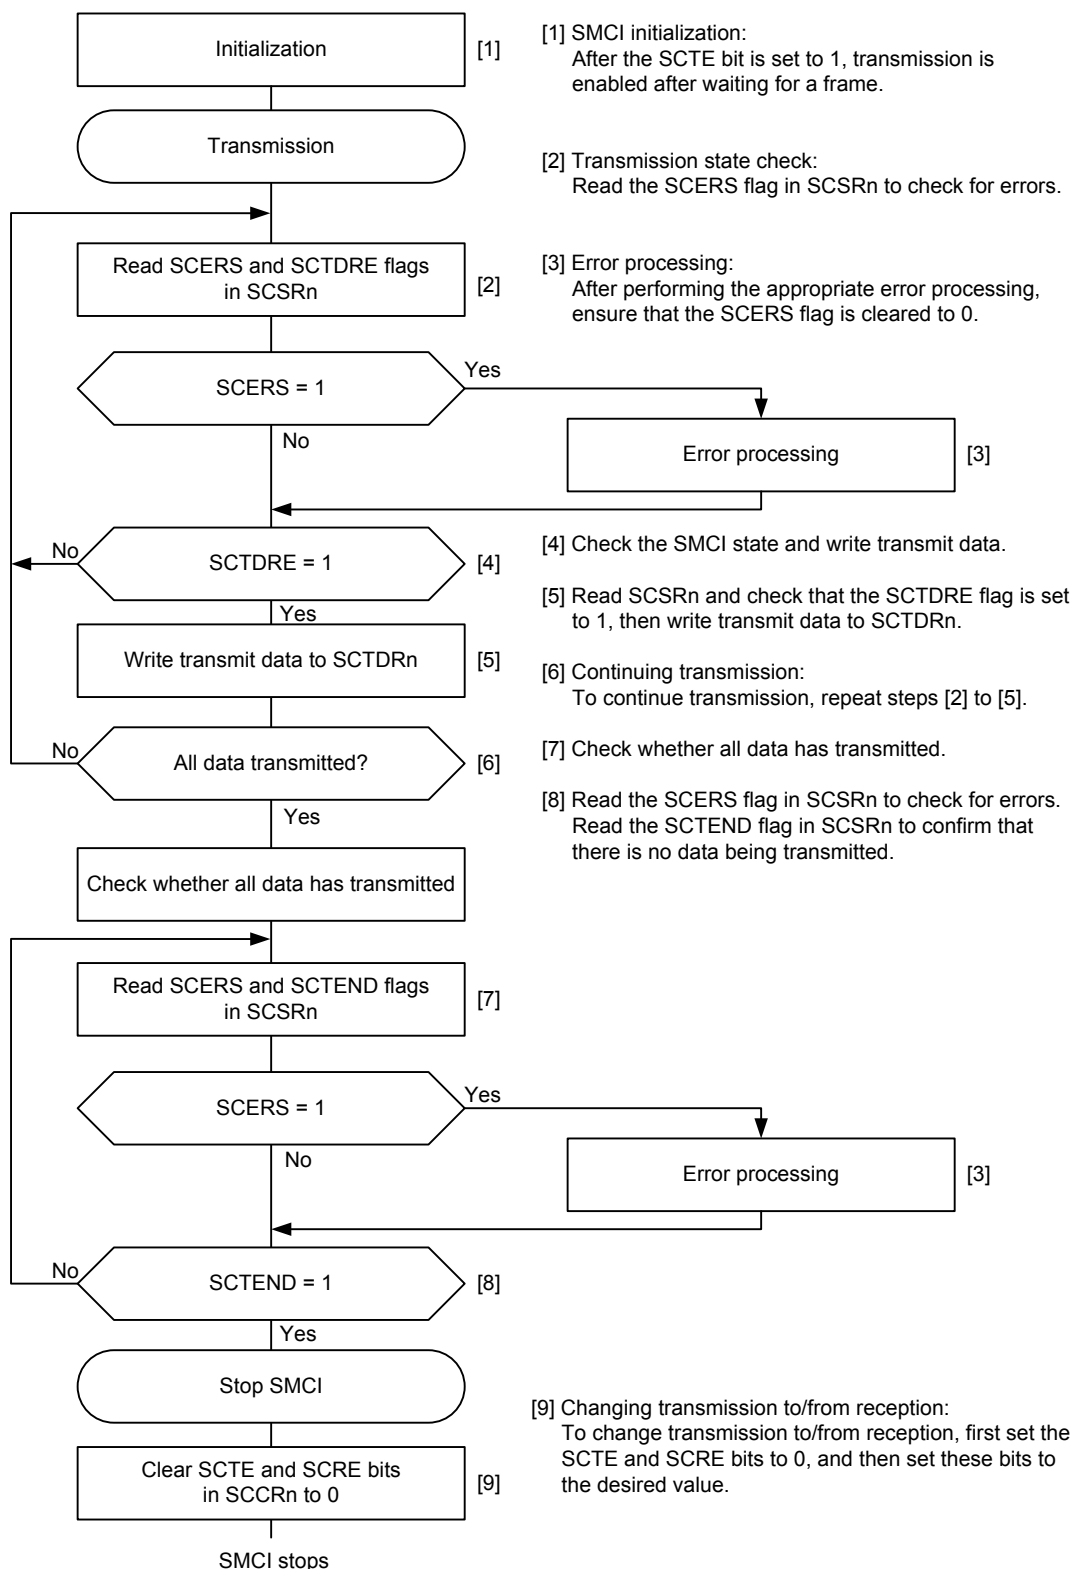 Initialization
[1]
[1] SMCI initialization:
After the SCTE bit is set to 1, transmission is
enabled after waiting for a frame.
Transmission
[2] Transmission state check:
Read the SCERS flag in SCSRn to check for errors.
Read SCERS and SCTDRE flags
in SCSRn
[2]
[3] Error processing:
After performing the appropriate error processing,
ensure that the SCERS flag is cleared to 0.
SCERS = 1
Yes
No
Error processing
[3]
No
SCTDRE = 1
[4]
Yes
[4] Check the SMCI state and write transmit data.
[5] Read SCSRn and check that the SCTDRE flag is set
to 1, then write transmit data to SCTDRn.
Write transmit data to SCTDRn
[5]
[6] Continuing transmission:
To continue transmission, repeat steps [2] to [5].
No
All data transmitted?
[6]
Yes
[7] Check whether all data has transmitted.
[8] Read the SCERS flag in SCSRn to check for errors.
Read the SCTEND flag in SCSRn to confirm that
there is no data being transmitted.
Check whether all data has transmitted
Read SCERS and SCTEND flags
in SCSRn
[7]
SCERS = 1
Yes
No
Error processing
[3]
No
SCTEND = 1
[8]
Yes
Stop SMCI
[9] Changing transmission to/from reception:
To change transmission to/from reception, first set the
SCTE and SCRE bits to 0, and then set these bits to
the desired value.
Clear SCTE and SCRE bits
in SCCRn to 0
[9]
SMCI stops